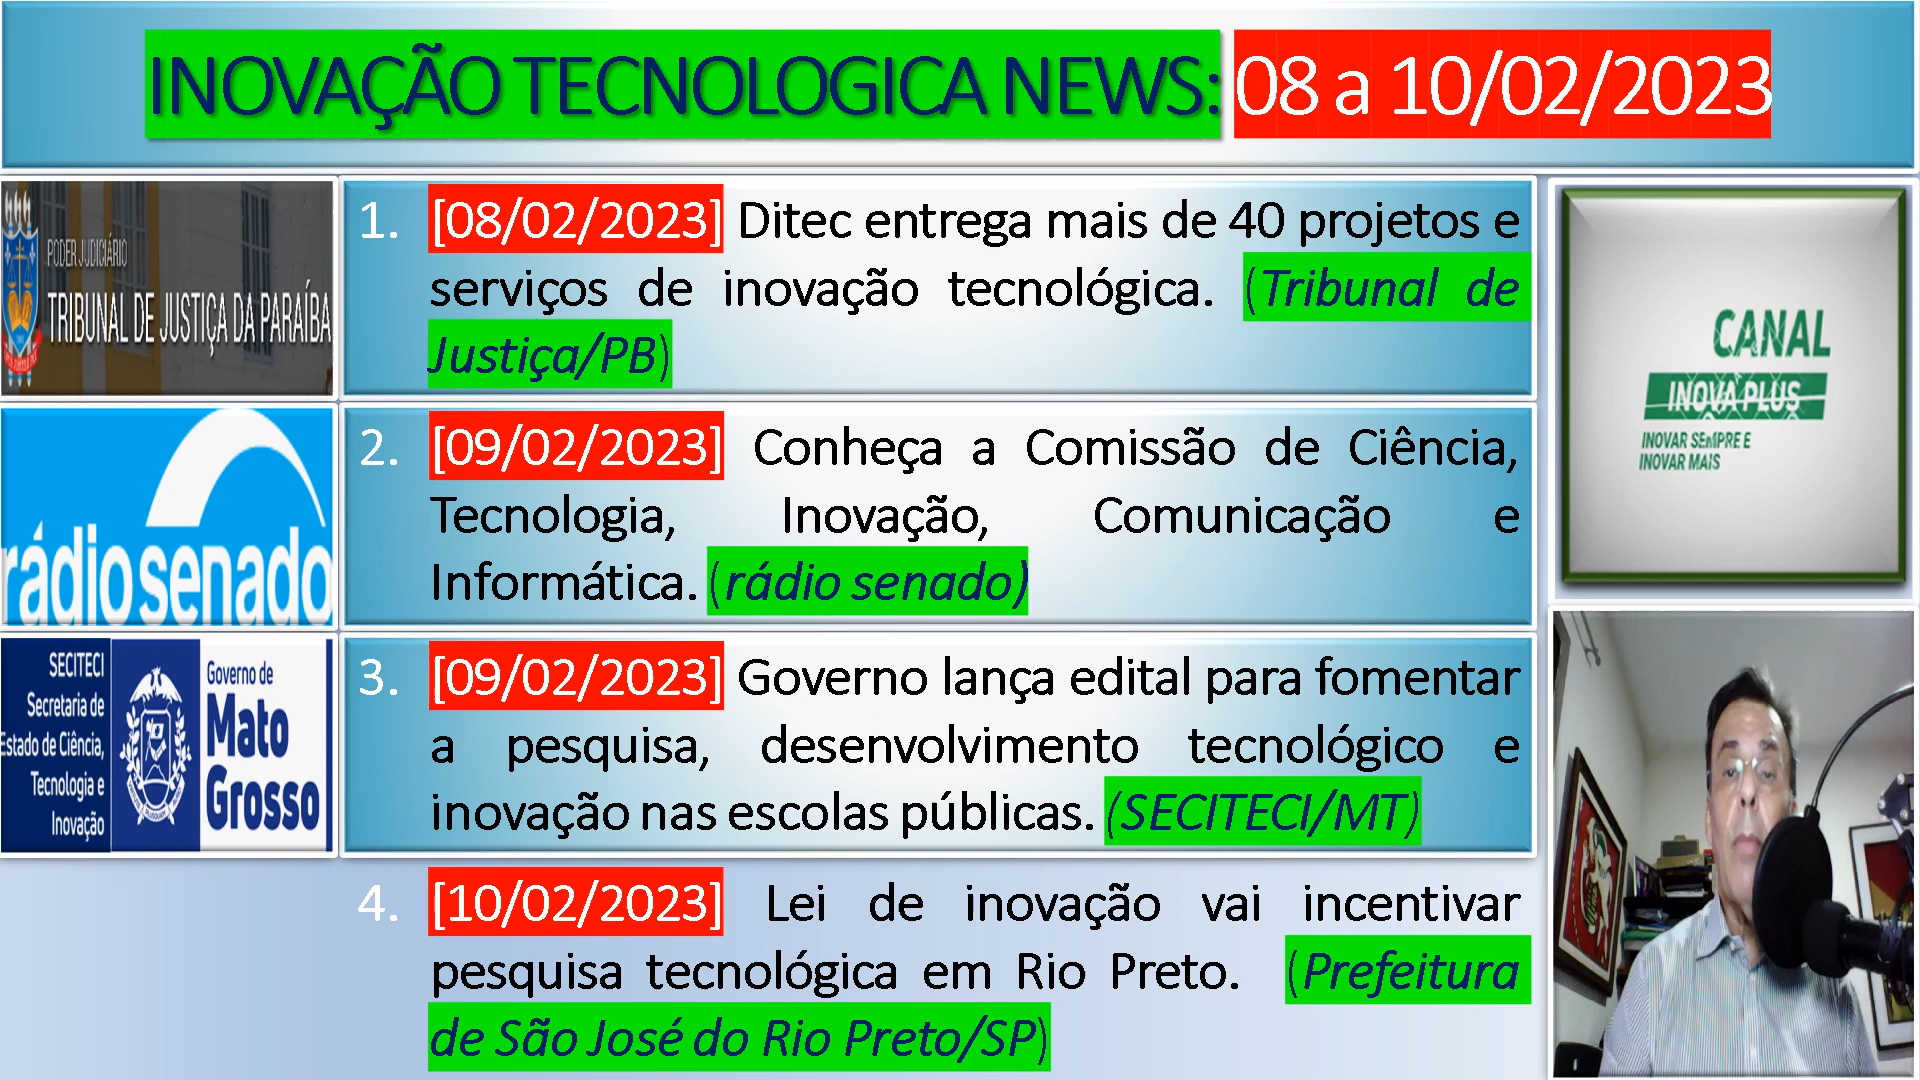 INOVAÇÃO TECNOLOGICA NEWS: 08 a 10/02/2023
PODER JUDICIÁRIO
TRIBUNAL DE JUSTIÇA DA PARAÍBA
1. [08/02/2023] Ditec entrega mais de 40 projetos e
serviços de inovação tecnológica. (Tribunal de
Justiça/PB)
rádio senado
2. [09/02/2023] Conheça a Comissão de Ciência,
Tecnologia, Inovação, Comunicação e
Informática. (rádio senado)
SECITECI
Secretaria de
Estado de Ciência,
Tecnologia e
Inovação
Governo de
Mato
Grosso
3. [09/02/2023] Governo lança edital para fomentar
a pesquisa, desenvolvimento tecnológico e
inovação nas escolas públicas. (SECITECI/MT)
4. [10/02/2023] Lei de inovação vai incentivar
pesquisa tecnológica em Rio Preto. (Prefeitura
de São José do Rio Preto/SP)
CANAL
INOVA PLUS
INOVAR SEMPRE E
INOVAR MAIS